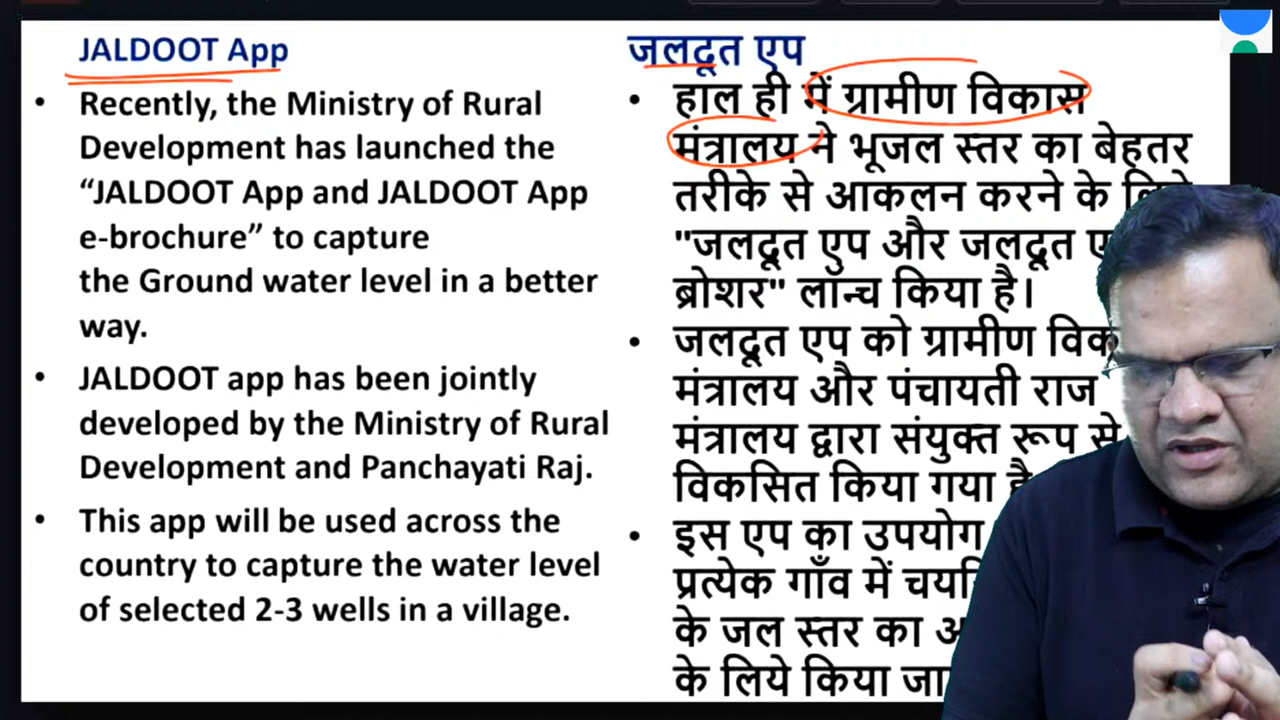 JALDOOT App
Recently, the Ministry of Rural
Development has launched the
“JALDOOT App and JALDOOT App
e-brochure” to capture
the Ground water level in a better
way.
JALDOOT app has been jointly
developed by the Ministry of Rural
Development and Panchayati Raj.
This app will be used across the
country to capture the water level
of selected 2-3 wells in a village.
जलदूत एप
हाल ही में ग्रामीण विकास
मंत्रालय ने भूजल स्तर का बेहतर
तरीके से आकलन करने के लिये
"जलदूत एप और जलदूत
ब्रोशर" लॉन्च किया है।
जलदूत एप को ग्रामीण
मंत्रालय और पंचायती राज
मंत्रालय द्वारा संयुक्त रूप से
विकसित किया गया
इस एप का उपयोग
प्रत्येक गाँव में
के जल स्तर का
के लिये किया